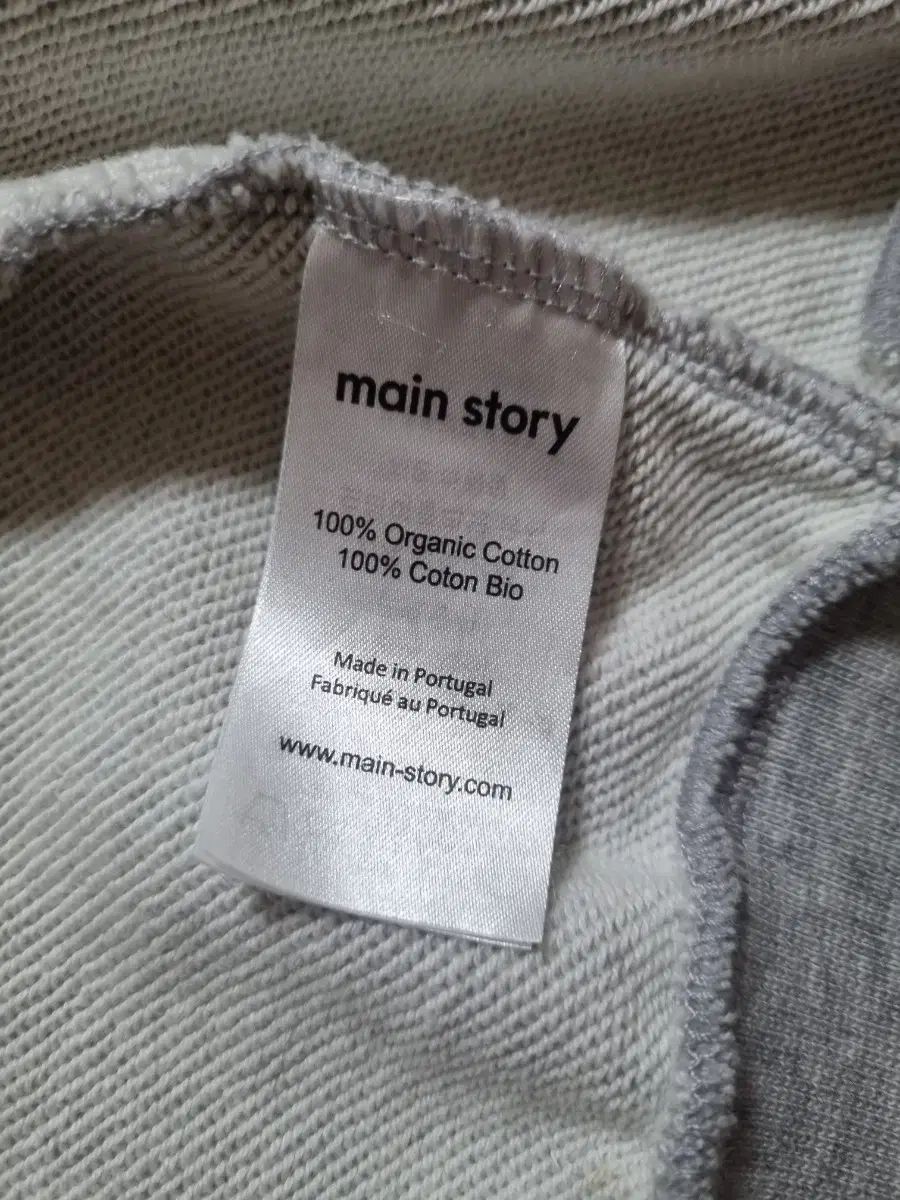 main story
100% Organic Cotton
100% Coton Bio
Made in Portugal
Fabriqué au Portugal
www.main-story.com